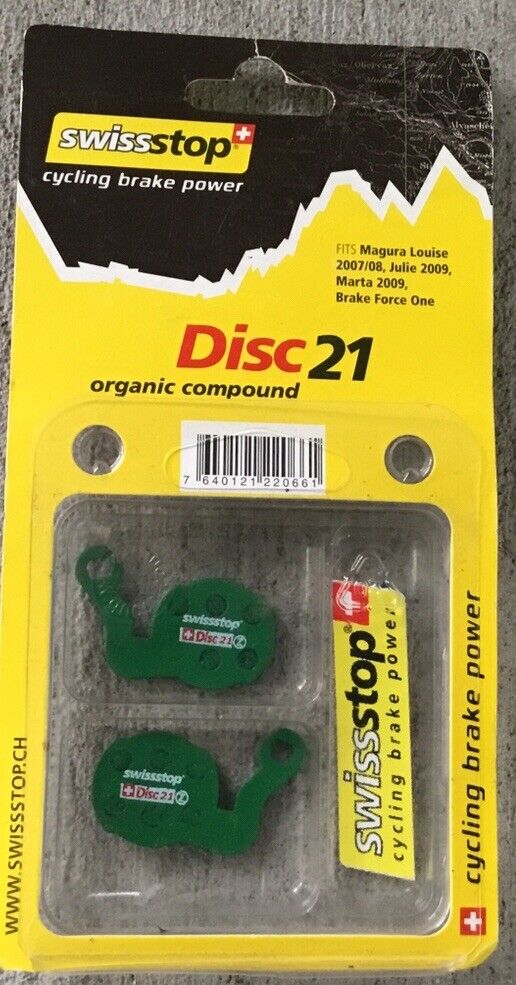 swissstop®
cycling brake power
FITS Magura Louise
2007/08, Julie 2009,
Marta 2009,
Brake Force One
Disc 21
organic compound
7 640121 220661
swissstop
Disc 21
swissstop
Disc 21
swissstop®
cycling brake power
WWW.SWISSSTOP.CH
cycling brake power